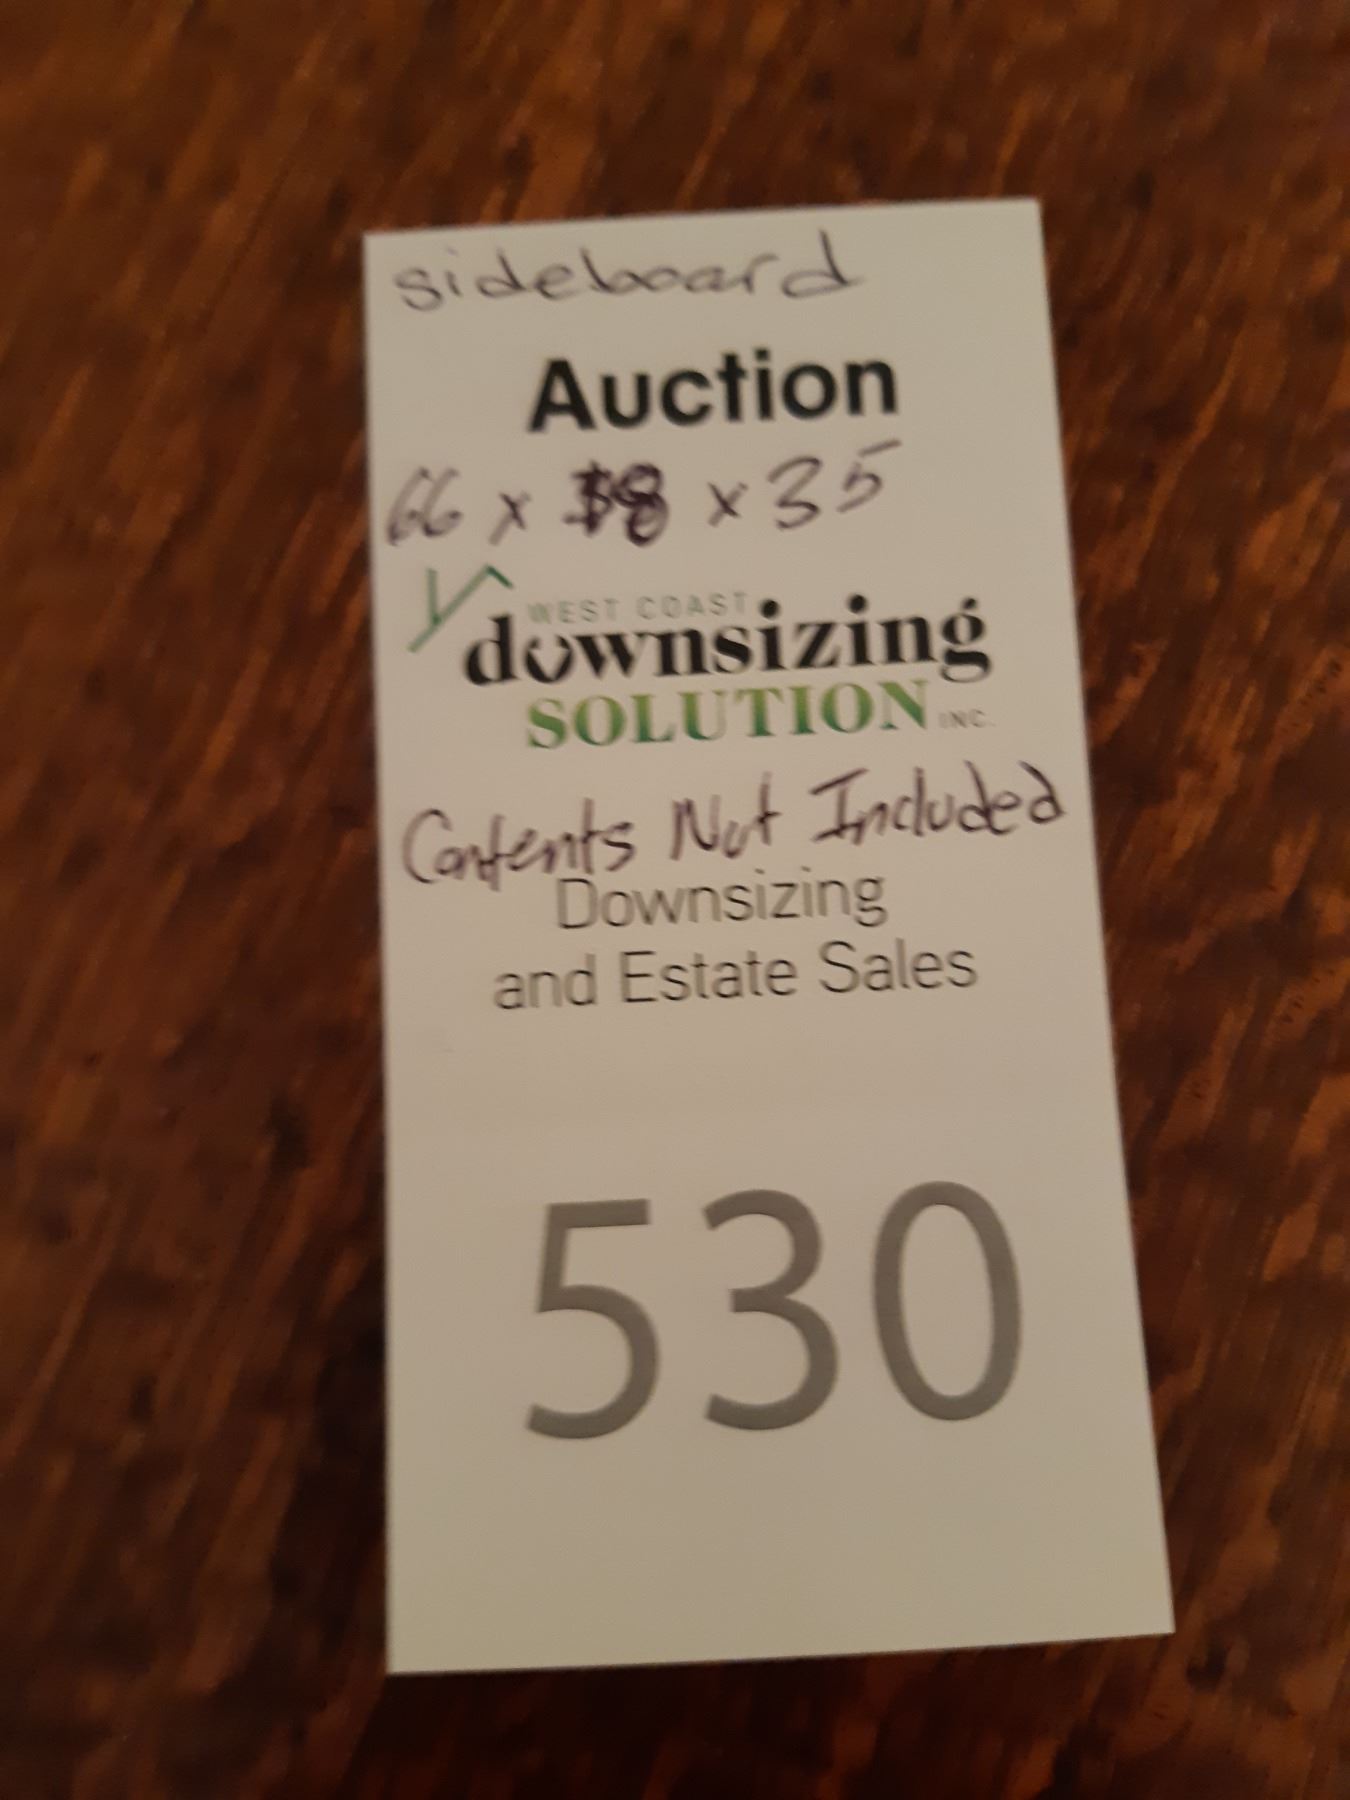 sideboard
Auction
66 x x 35
WEST COAST
downsizing
SOLUTION INC.
Contents Not Included
Downsizing
and Estate Sales
530